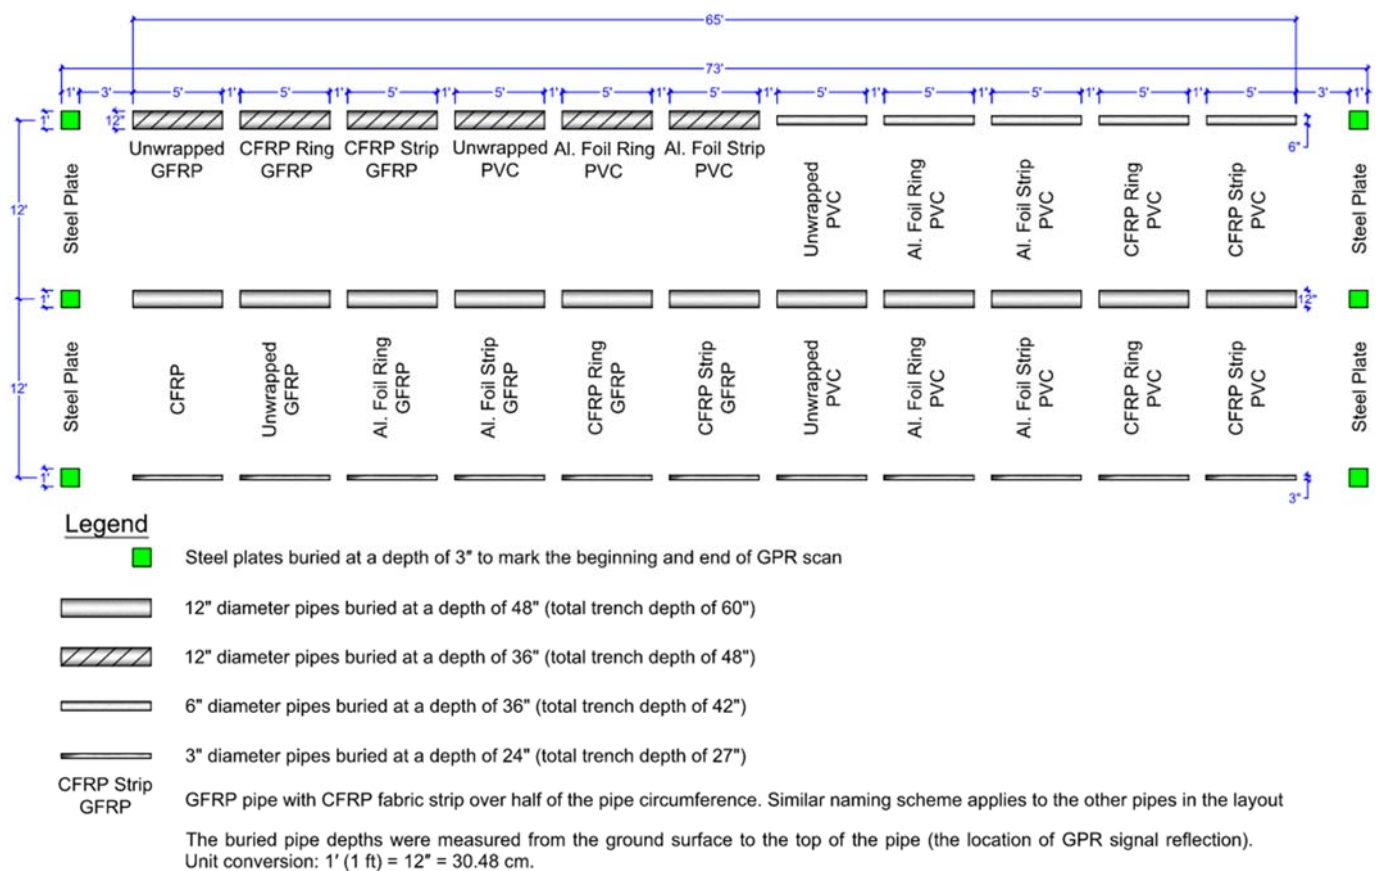 65'
73'
1' 3' 5' 1' 5' 1' 5' 1' 5' 1' 5' 1' 5' 1' 5' 1' 5' 1' 5' 1' 5' 1' 5' 3' 1'
1' 12" 6"
Unwrapped
GFRP
CFRP Ring
GFRP
CFRP Strip
GFRP
Unwrapped
PVC
Al. Foil Ring
PVC
Al. Foil Strip
PVC
Steel Plate
12'
Unwrapped
PVC
Al. Foil Ring
PVC
Al. Foil Strip
PVC
CFRP Ring
PVC
CFRP Strip
PVC
Steel Plate
1' 12"
12'
Steel Plate
CFRP
Unwrapped
GFRP
Al. Foil Ring
GFRP
Al. Foil Strip
GFRP
CFRP Ring
GFRP
CFRP Strip
GFRP
Unwrapped
PVC
Al. Foil Ring
PVC
Al. Foil Strip
PVC
CFRP Ring
PVC
CFRP Strip
PVC
Steel Plate
1' 3"
Legend
Steel plates buried at a depth of 3" to mark the beginning and end of GPR scan
12" diameter pipes buried at a depth of 48" (total trench depth of 60")
12" diameter pipes buried at a depth of 36" (total trench depth of 48")
6" diameter pipes buried at a depth of 36" (total trench depth of 42")
3" diameter pipes buried at a depth of 24" (total trench depth of 27")
CFRP Strip
GFRP
GFRP pipe with CFRP fabric strip over half of the pipe circumference. Similar naming scheme applies to the other pipes in the layout
The buried pipe depths were measured from the ground surface to the top of the pipe (the location of GPR signal reflection).
Unit conversion: 1′ (1 ft) = 12″ = 30.48 cm.